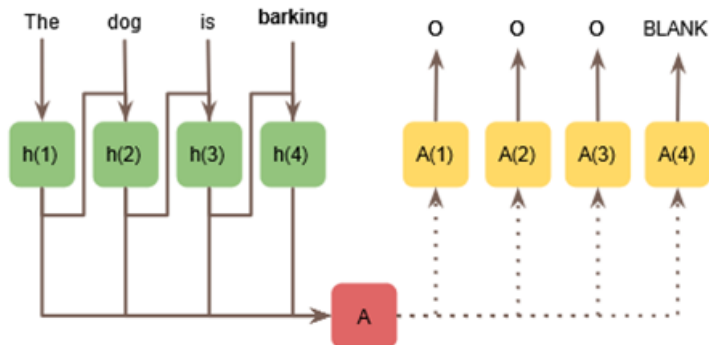 The dog is barking O O O BLANK
h(1) h(2) h(3) h(4) A(1) A(2) A(3) A(4)
A